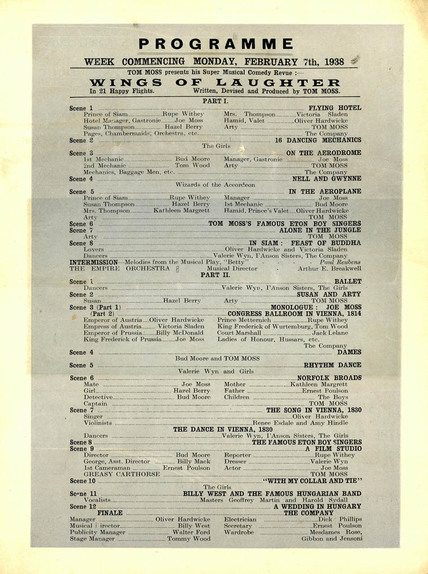 PROGRAMME
WEEK COMMENCING MONDAY, FEBRUARY 7th, 1938
TOM MOSS presents his Super Musical Comedy Revue :—
WINGS OF LAUGHTER
In 21 Happy Flights. Written, Devised and Produced by TOM MOSS.
PART I.
Scene 1 FLYING HOTEL
Prince of Siam Rupe Withey Mrs. Thompson Victoria Sladen
Hotel Manager, Gastronie Joe Moss Hamid, Valet Oliver Hardwicke
Susan Thompson Hazel Berry Arty TOM MOSS
Pages, Chambermaids, Orchestra, etc. The Company
Scene 2 16 DANCING MECHANICS
The Girls
Scene 3 ON THE AERODROME
1st Mechanic Bud Moore Manager, Gastronie Joe Moss
2nd Mechanic Tom Wood Arty TOM MOSS
Mechanics, Baggage Men, etc. The Company
Scene 4 NELL AND GWYNNE
Wizards of the Accordeon
Scene 5 IN THE AEROPLANE
Prince of Siam Rupe Withey Manager Joe Moss
Susan Thompson Hazel Berry 1st Mechanic Bud Moore
Mrs. Thompson Kathleen Margrett Hamid, Prince's Valet Oliver Hardwicke
Arty TOM MOSS
Scene 6 TOM MOSS'S FAMOUS ETON BOY SINGERS
Scene 7 ALONE IN THE JUNGLE
Arty TOM MOSS
Scene 8 IN SIAM: FEAST OF BUDDHA
Lovers Oliver Hardwicke and Victoria Sladen
Dancers Valerie Wyn, I'Anson Sisters, The Company
INTERMISSION—Melodies from the Musical Play, "Betty" Paul Reubens
THE EMPIRE ORCHESTRA Musical Director Arthur E. Breakwell
PART II.
Scene 1 BALLET
Dancers Valerie Wyn, I'Anson Sisters, The Girls
Scene 2 SUSAN AND ARTY
Susan Hazel Berry Arty TOM MOSS
Scene 3 (Part 1) MONOLOGUE: JOE MOSS
(Part 2) CONGRESS BALLROOM IN VIENNA, 1814
Emperor of Austria Oliver Hardwicke Prince Metternich Rupe Withey
Empress of Austria Victoria Sladen King Frederick of Wurtenburg, Tom Wood
Emperor of Prussia Billy McDonald Court Marshall Jack Lelane
King Frederick of Prussia Joe Moss Ladies of Honour, Hussars, etc.
The Company
Scene 4 DAMES
Bud Moore and TOM MOSS
Scene 5 RHYTHM DANCE
Valerie Wyn and Girls
Scene 6 NORFOLK BROADS
Mate Joe Moss Mother Kathleen Margrett
Girl Hazel Berry Father Ernest Poulson
Detective Bud Moore Children The Boys
Captain TOM MOSS
Scene 7 THE SONG IN VIENNA, 1830
Singer Oliver Hardwicke
Violinists Renee Esdale and Amy Hindle
THE DANCE IN VIENNA, 1830
Dancers Valerie Wyn, I'Anson Sisters, The Girls
Scene 8 THE FAMOUS ETON BOY SINGERS
Scene 9 A FILM STUDIO
Director Bud Moore Reporter Rupe Withey
George, Asst. Director Billy Mack Dresser Valerie Wyn
1st Cameraman Ernest Poulson Actor Joe Moss
GREASY CARTHORSE TOM MOSS
Scene 10 "WITH MY COLLAR AND TIE"
The Girls
Scene 11 BILLY WEST AND THE FAMOUS HUNGARIAN BAND
Vocalists Masters Geoffrey Martin and Harold Sydall
Scene 12 A WEDDING IN HUNGARY
FINALE THE COMPANY
Manager Oliver Hardwicke Electrician Dick Phillips
Musical Director Billy West Secretary Ernest Poulson
Publicity Manager Walter Ford Wardrobe Mesdames Rose,
Stage Manager Tommy Wood Gibbon and Jennoni